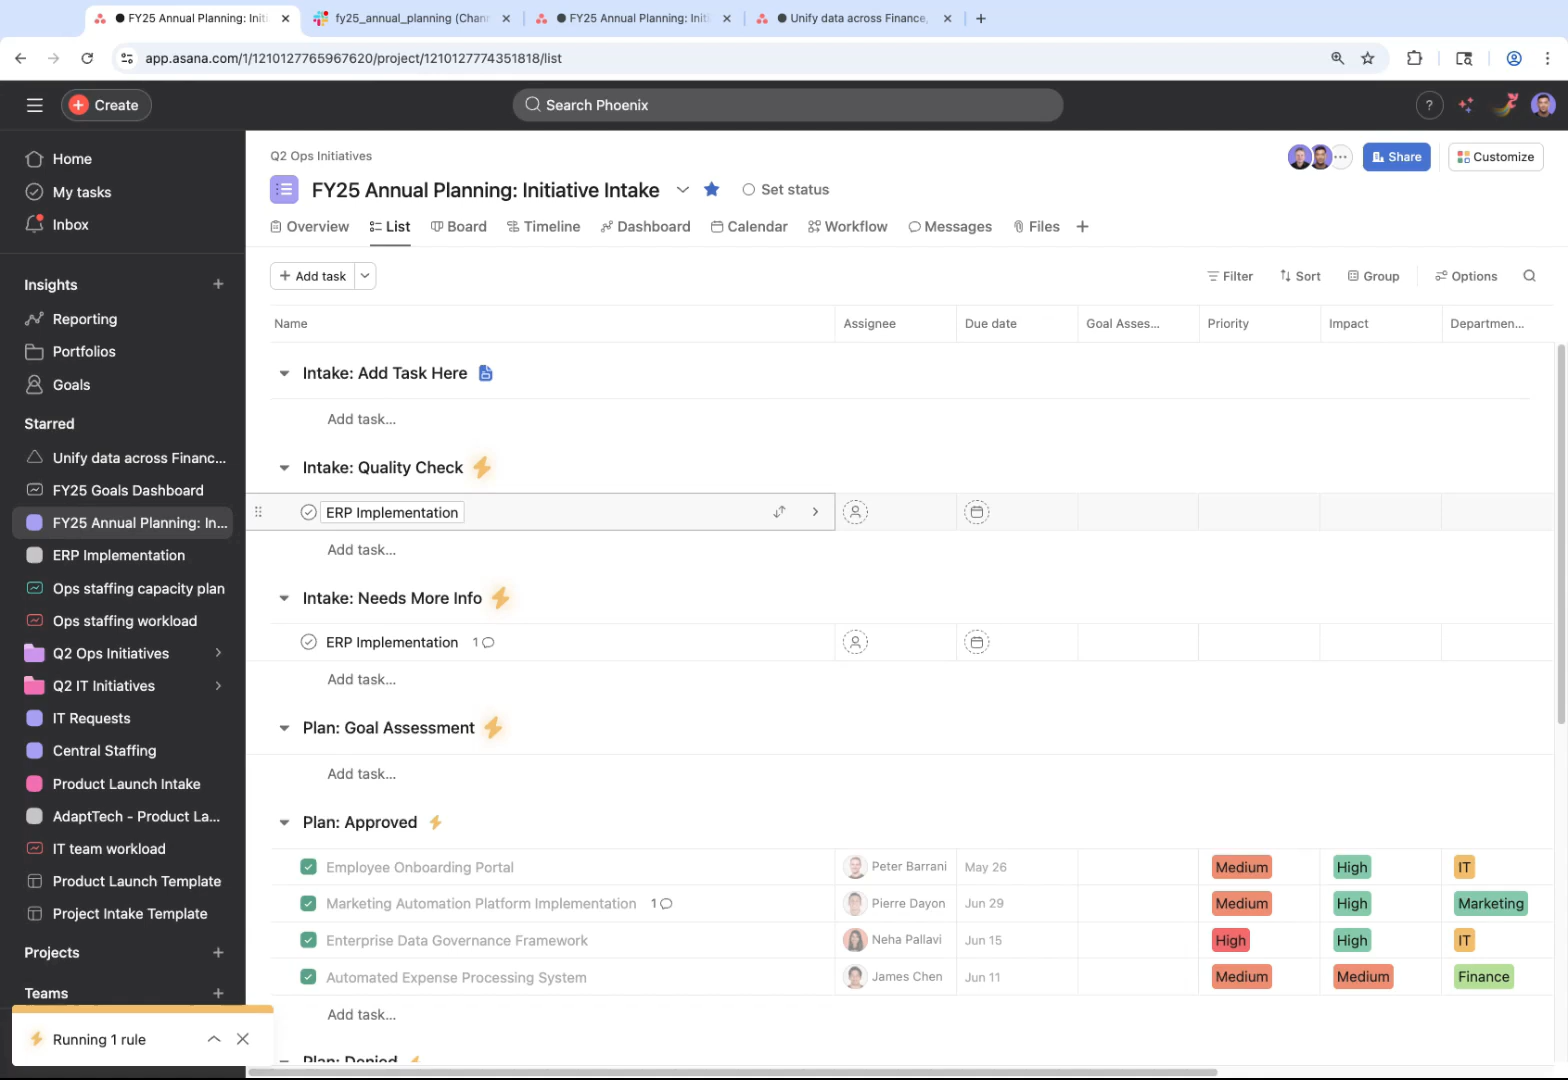 FY25 Annual Planning: Initi
fy25_annual_planning (Chann
FY25 Annual Planning: Initi
Unify data across Finance,
app.asana.com/1/1210127765967620/project/1210127774351818/list
Create
Search Phoenix
?
Home
My tasks
Inbox
Insights
Reporting
Portfolios
Goals
Starred
Unify data across Financ...
FY25 Goals Dashboard
FY25 Annual Planning: In...
ERP Implementation
Ops staffing capacity plan
Ops staffing workload
Q2 Ops Initiatives
Q2 IT Initiatives
IT Requests
Central Staffing
Product Launch Intake
AdaptTech - Product La...
IT team workload
Product Launch Template
Project Intake Template
Projects
Teams
Running 1 rule
Q2 Ops Initiatives
FY25 Annual Planning: Initiative Intake
Set status
Share
Customize
Overview List Board Timeline Dashboard Calendar Workflow Messages Files
Add task
Filter Sort Group Options
Name Assignee Due date Goal Asses... Priority Impact Departmen...
Intake: Add Task Here
Add task...
Intake: Quality Check
ERP Implementation
Add task...
Intake: Needs More Info
ERP Implementation 1
Add task...
Plan: Goal Assessment
Add task...
Plan: Approved
Employee Onboarding Portal Peter Barrani May 26 Medium High IT
Marketing Automation Platform Implementation 1 Pierre Dayon Jun 29 Medium High Marketing
Enterprise Data Governance Framework Neha Pallavi Jun 15 High High IT
Automated Expense Processing System James Chen Jun 11 Medium Medium Finance
Add task...
Plan: Denied